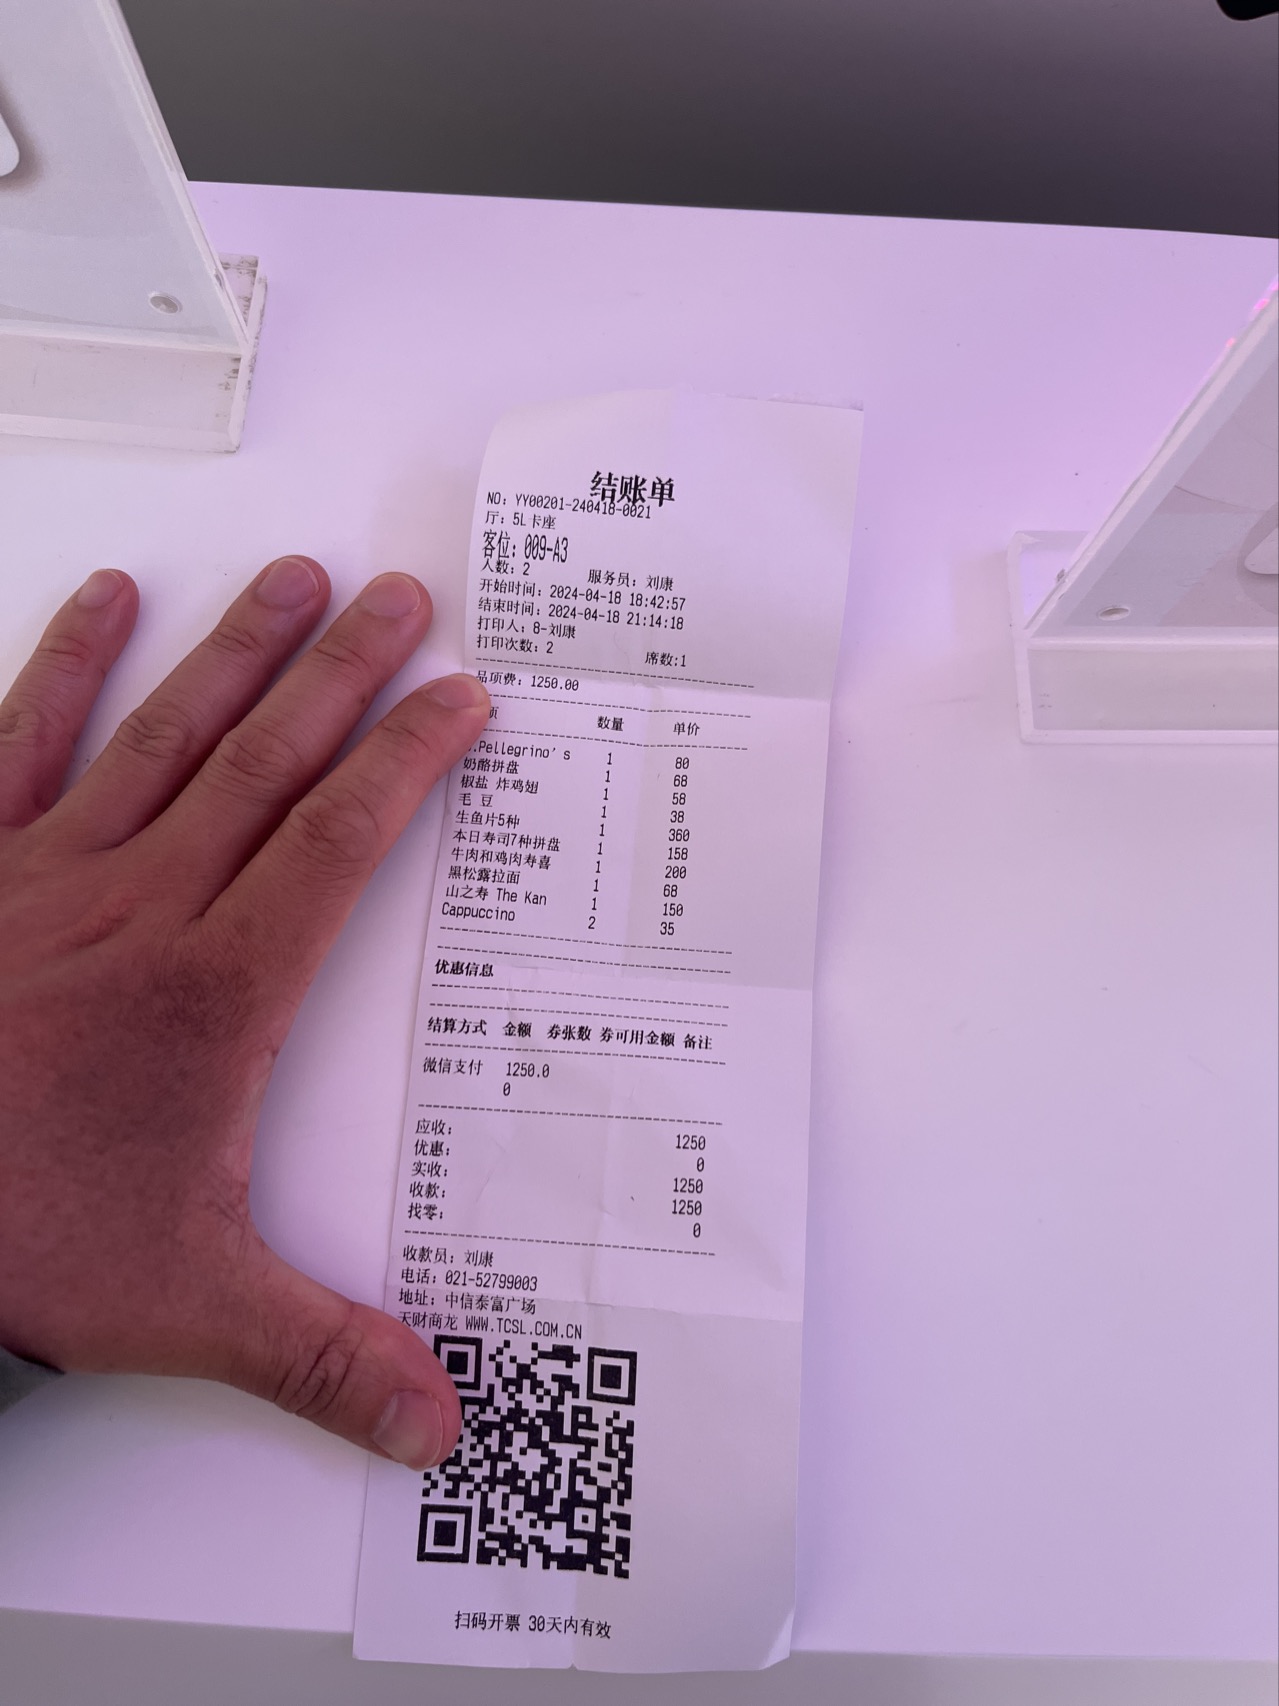 结账单
NO: YY00201-240418-0021
厅: 5L卡座
客位: 009-A3
人数: 2 服务员: 刘康
开始时间: 2024-04-18 18:42:57
结束时间: 2024-04-18 21:14:18
打印人: 8-刘康
打印次数: 2 席数:1
品项费: 1250.00
项 数量 单价
.Pellegrino's 1 80
奶酪拼盘 1 68
椒盐 炸鸡翅 1 58
毛 豆 1 38
生鱼片5种 1 360
本日寿司7种拼盘 1 158
牛肉和鸡肉寿喜 1 200
黑松露拉面 1 68
山之寿 The Kan 1 150
Cappuccino 2 35
优惠信息
结算方式 金额 券张数 券可用金额 备注
微信支付 1250.0
0
应收: 1250
优惠: 0
实收: 1250
收款: 1250
找零: 0
收款员: 刘康
电话: 021-52799003
地址: 中信泰富广场
天财商龙 WWW.TCSL.COM.CN
扫码开票 30天内有效